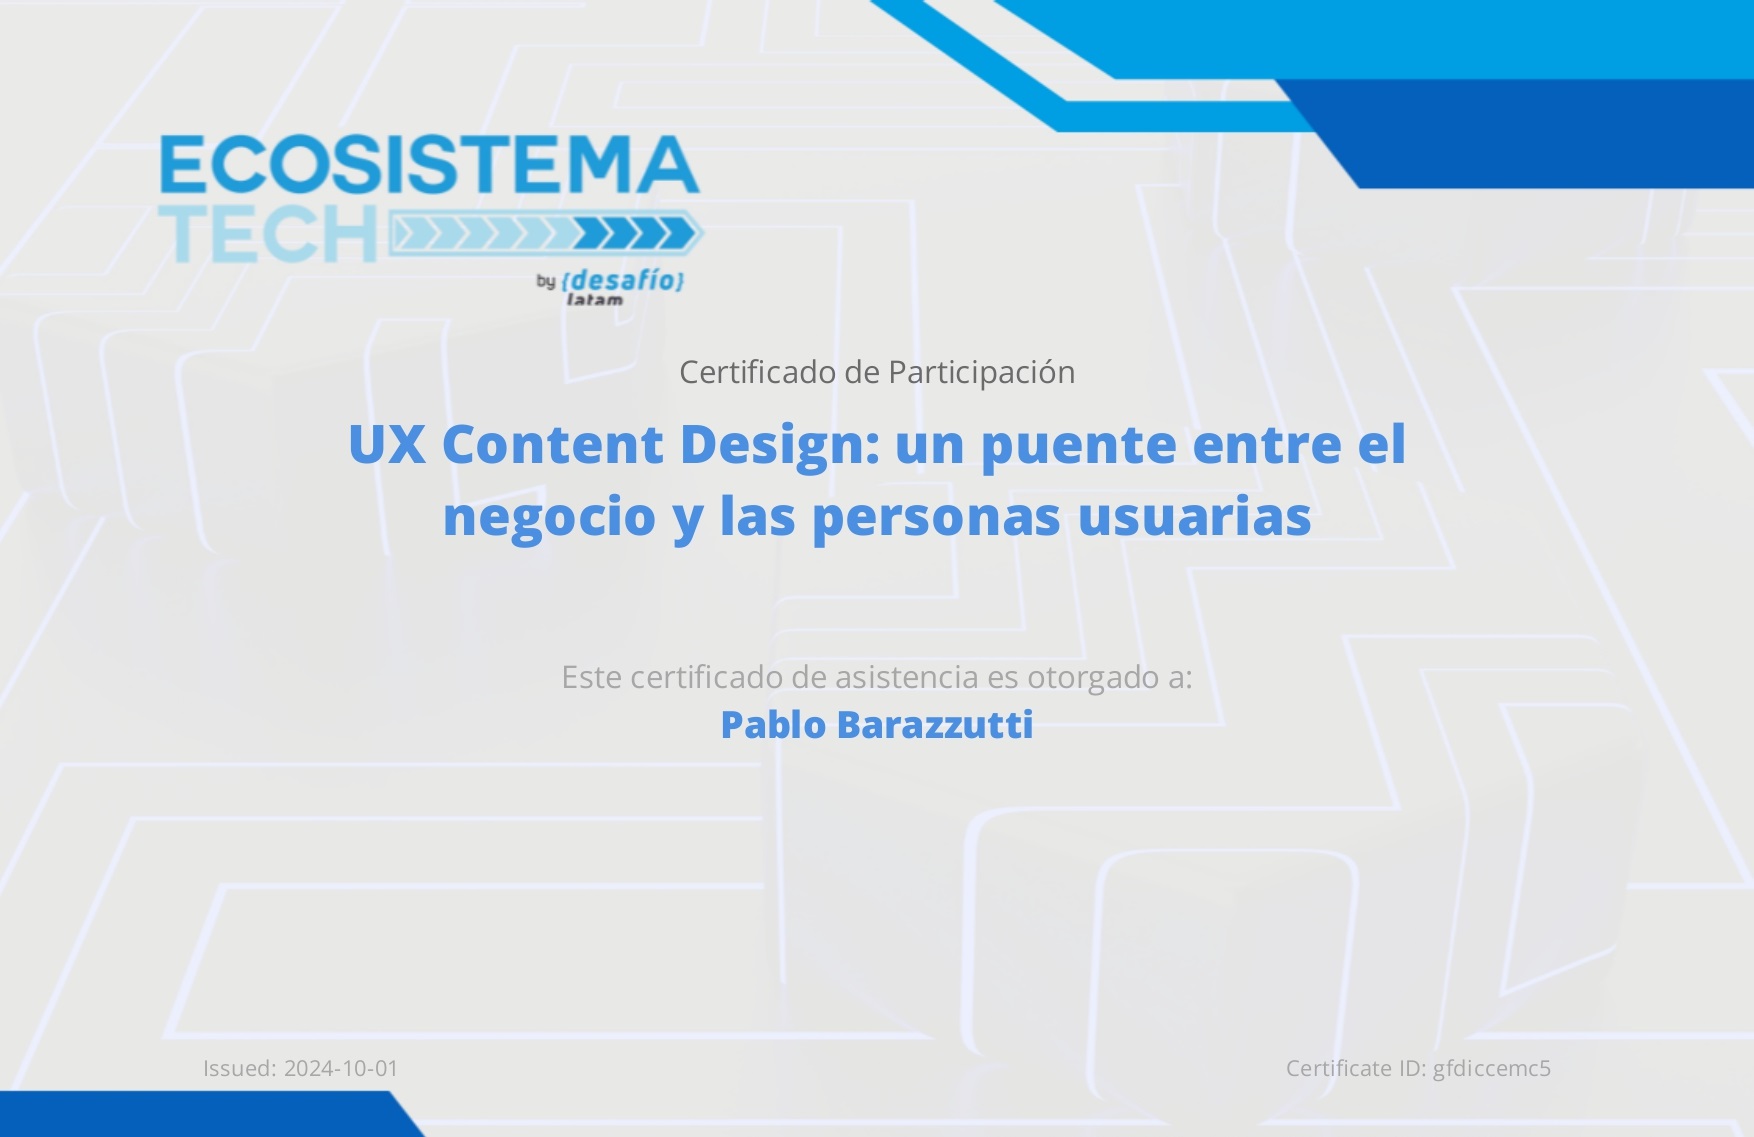 ECOSISTEMA
TECH
by {desafío}
latam
Certificado de Participación
UX Content Design: un puente entre el
negocio y las personas usuarias
Este certificado de asistencia es otorgado a:
Pablo Barazzutti
Issued: 2024-10-01
Certificate ID: gfdiccemc5